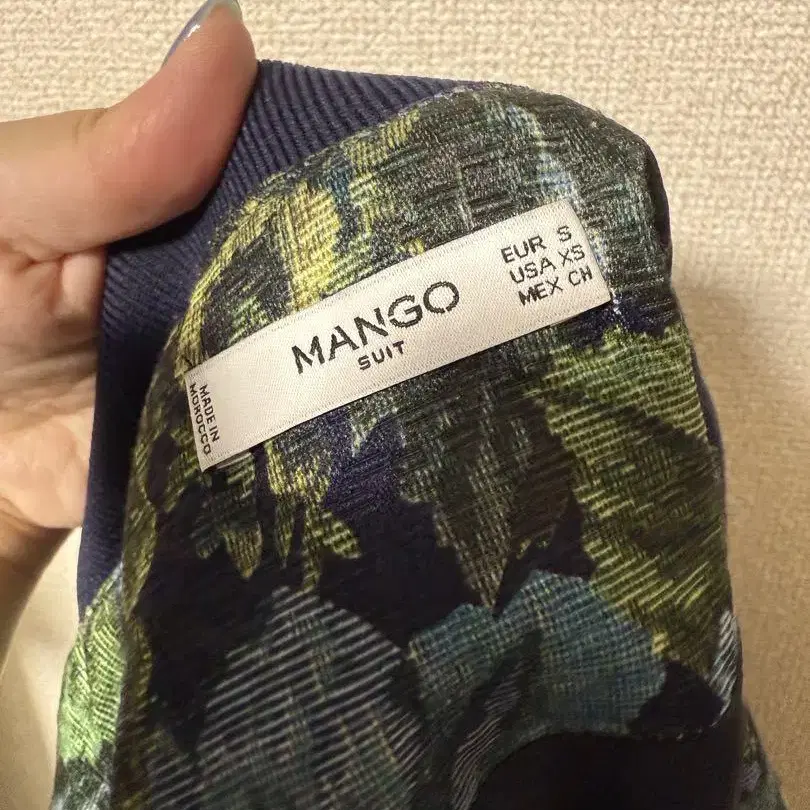 MANGO
SUIT
EUR S
USA XS
MEX CH
MADE IN
MOROCCO